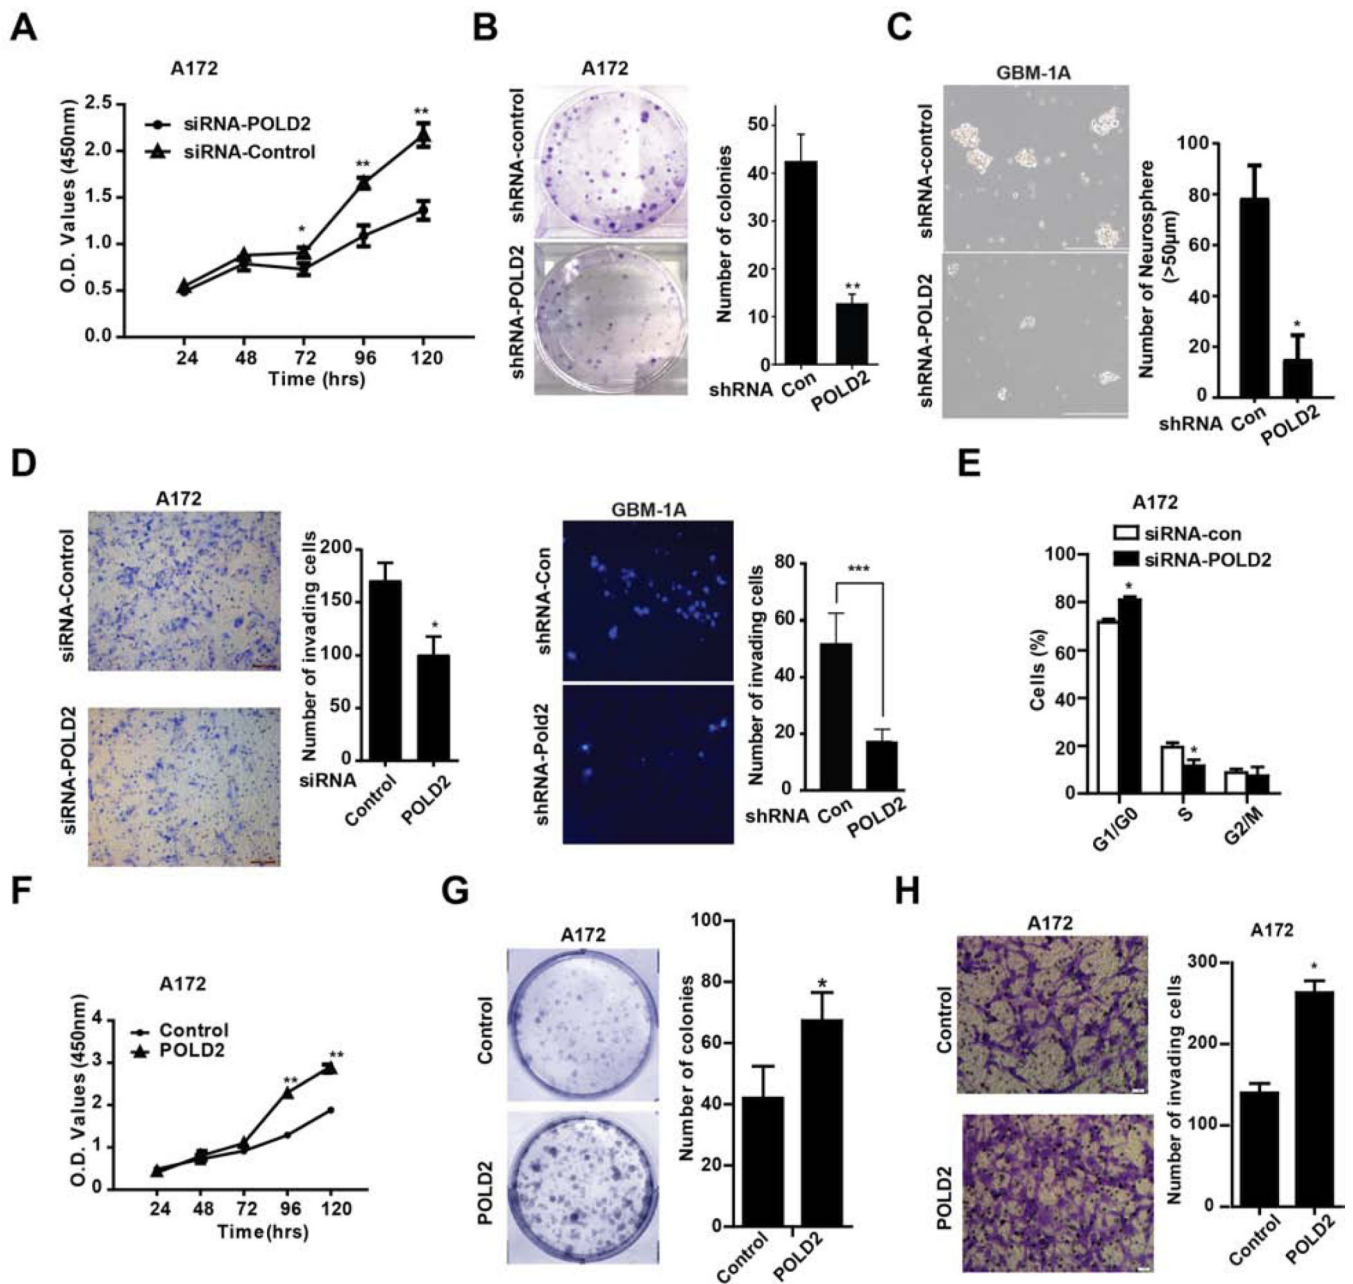 A
A172
siRNA-POLD2
siRNA-Control
O.D. Values (450nm)
2.5
2.0
1.5
1.0
0.5
0.0
*
**
**
24 48 72 96 120
Time (hrs)
B
A172
shRNA-control
shRNA-POLD2
Number of colonies
50
40
30
20
10
0
**
shRNA Con POLD2
C
GBM-1A
shRNA-control
shRNA-POLD2
Number of Neurosphere
(>50µm)
100
80
60
40
20
0
*
shRNA Con POLD2
D
A172
siRNA-Control
siRNA-POLD2
Number of invading cells
200
150
100
50
0
*
siRNA Control POLD2
GBM-1A
shRNA-Con
shRNA-Pold2
Number of invading cells
80
60
40
20
0
***
shRNA Con POLD2
E
A172
siRNA-con
siRNA-POLD2
Cells (%)
100
80
60
40
20
0
*
*
G1/G0 S G2/M
F
A172
Control
POLD2
O.D. Values (450nm)
4
3
2
1
0
**
**
24 48 72 96 120
Time(hrs)
G
A172
Control
POLD2
Number of colonies
100
80
60
40
20
0
*
Control POLD2
H
A172
Control
POLD2
A172
Number of invading cells
300
200
100
0
*
Control POLD2